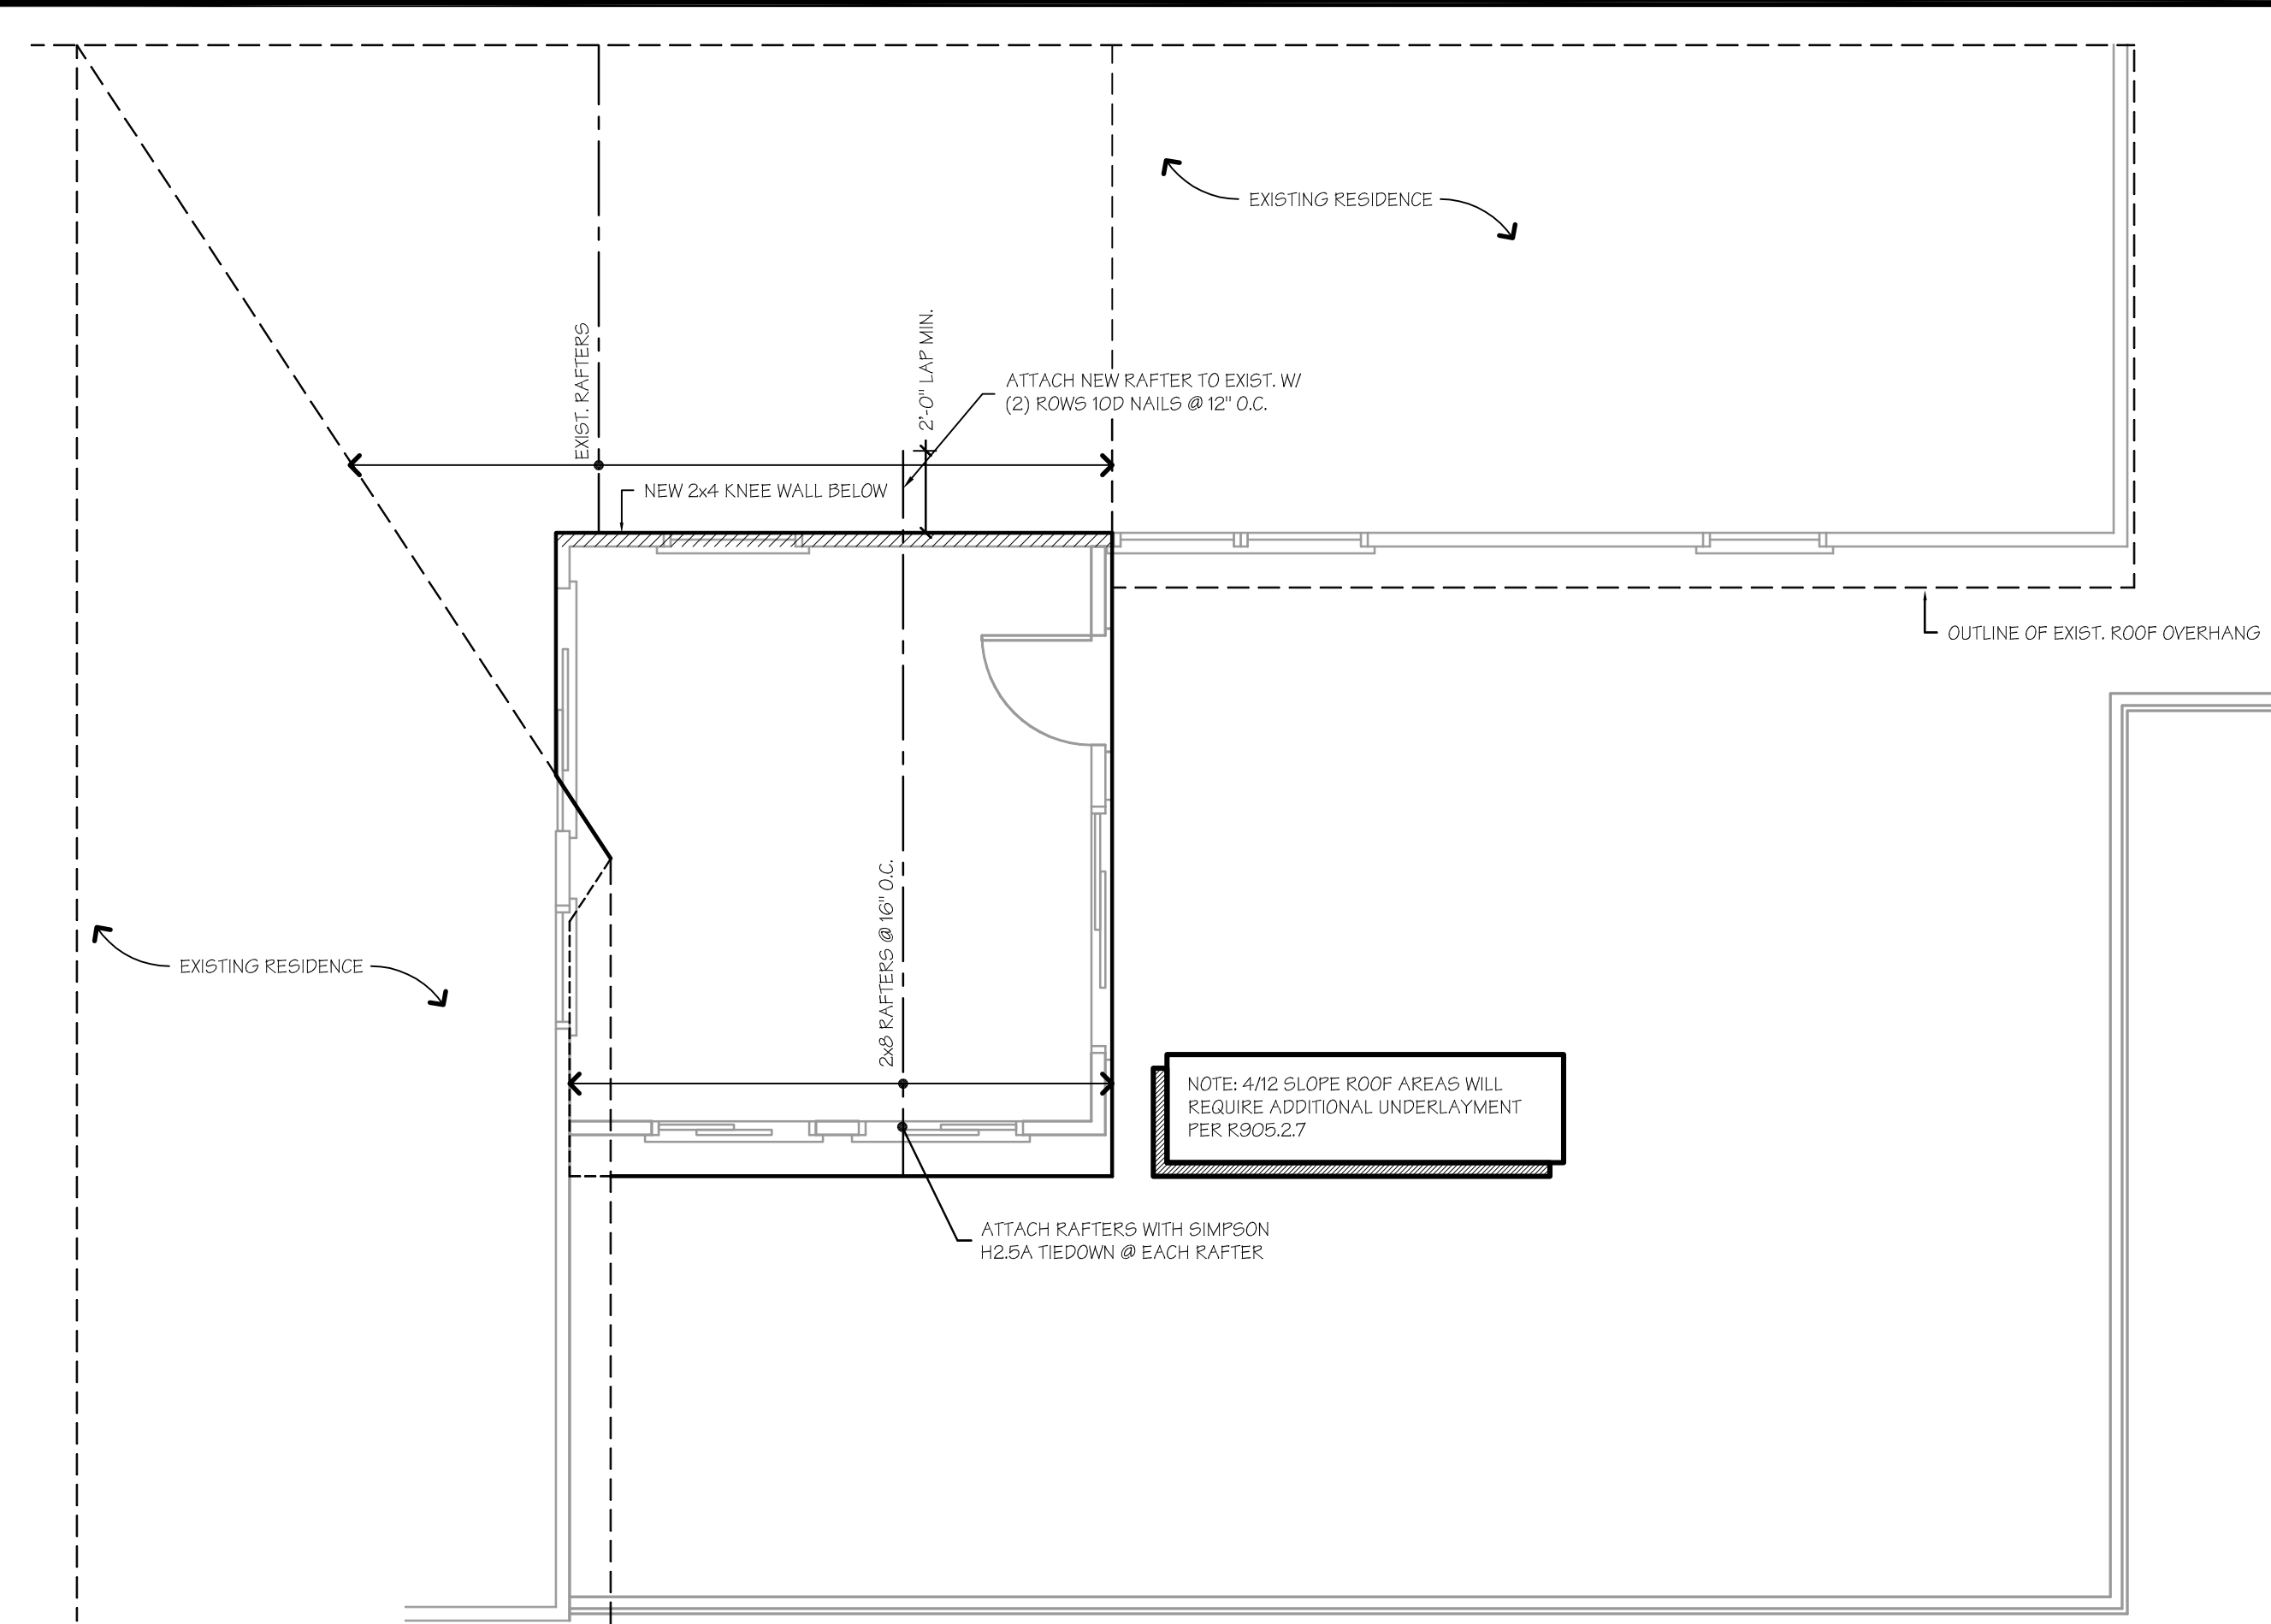 EXISTING RESIDENCE
EXIST. RAFTERS
2'-0" LAP MIN.
ATTACH NEW RAFTER TO EXIST. W/
(2) ROWS 10D NAILS @ 12" O.C.
NEW 2x4 KNEE WALL BELOW
OUTLINE OF EXIST. ROOF OVERHANG
2x8 RAFTERS @ 16" O.C.
EXISTING RESIDENCE
NOTE: 4/12 SLOPE ROOF AREAS WILL
REQUIRE ADDITIONAL UNDERLAYMENT
PER R905.2.7
ATTACH RAFTERS WITH SIMPSON
H2.5A TIEDOWN @ EACH RAFTER